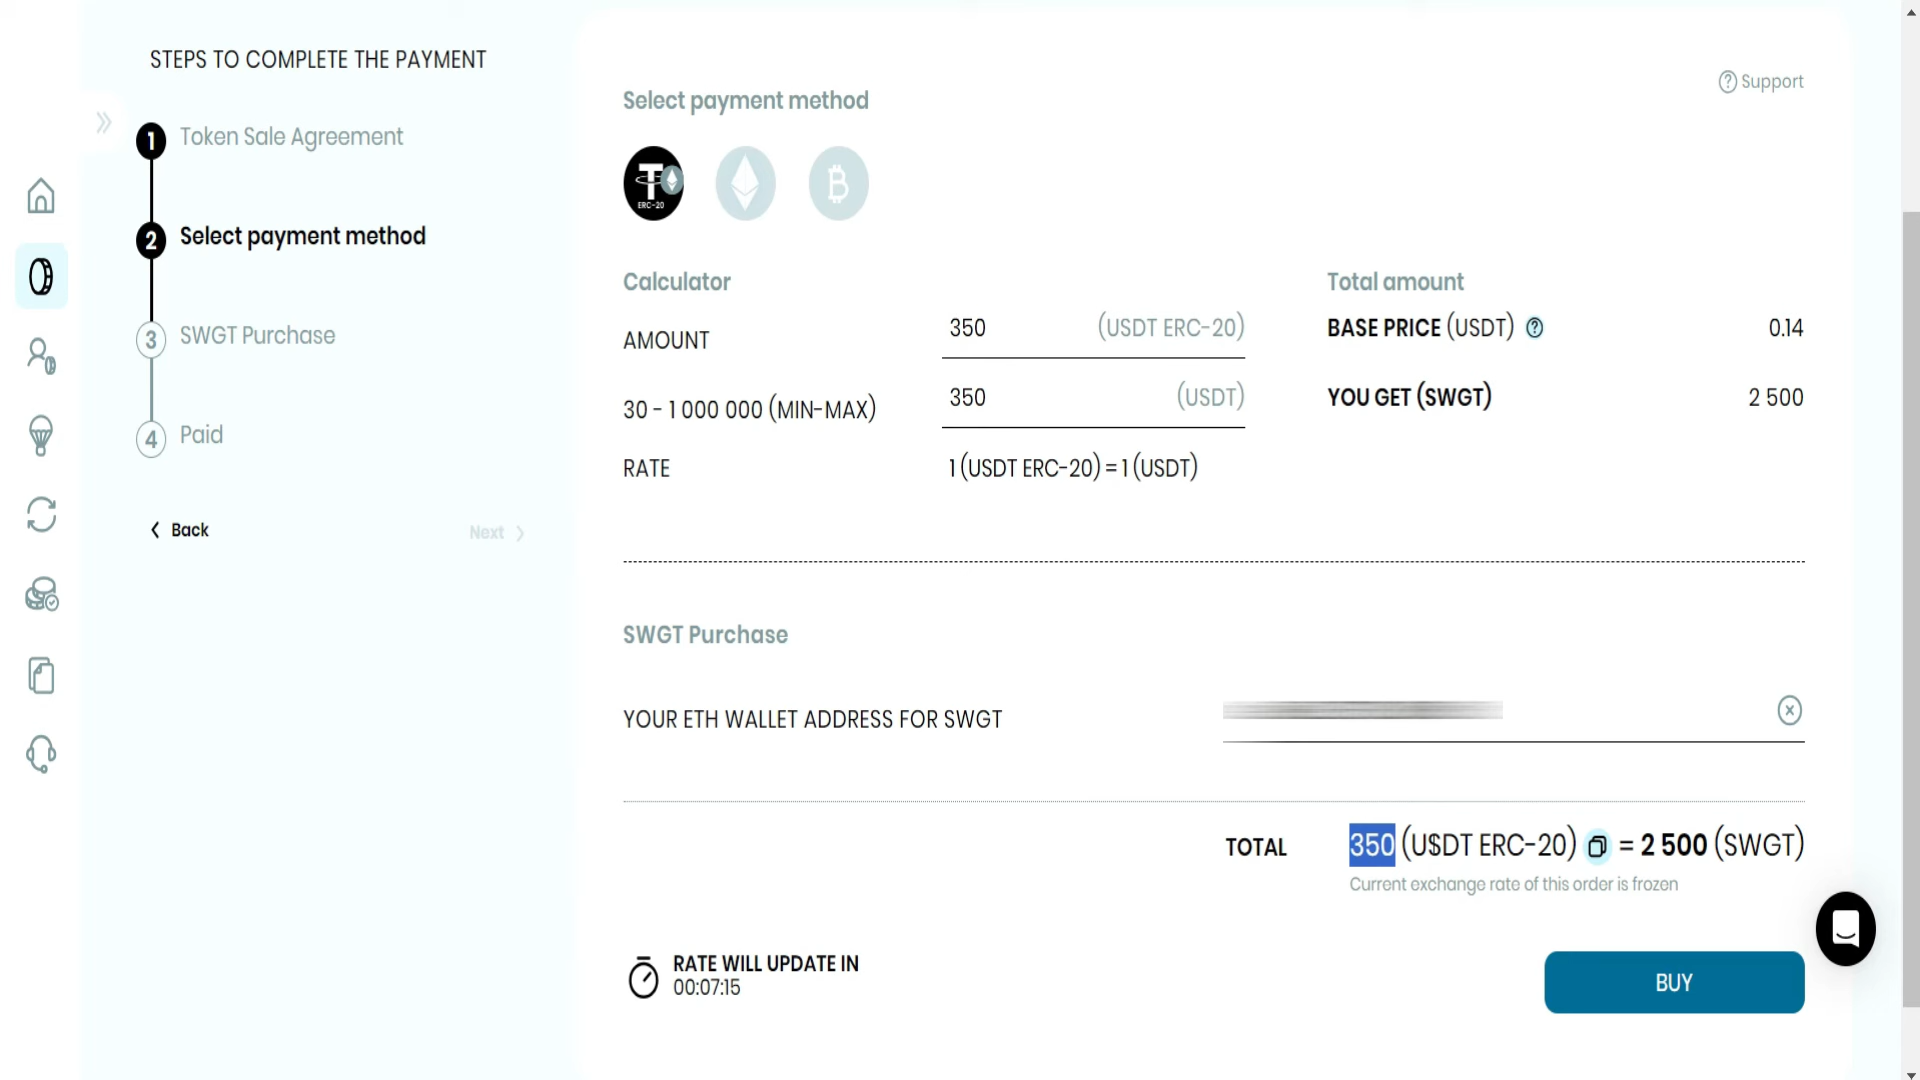 STEPS TO COMPLETE THE PAYMENT
1 Token Sale Agreement
2 Select payment method
3 SWGT Purchase
4 Paid
Back
Next
Support
Select payment method
ERC-20
Calculator
AMOUNT
350 (USDT ERC-20)
30 - 1 000 000 (MIN-MAX)
350 (USDT)
RATE
1 (USDT ERC-20) = 1 (USDT)
Total amount
BASE PRICE (USDT) ? 0.14
YOU GET (SWGT) 2 500
SWGT Purchase
YOUR ETH WALLET ADDRESS FOR SWGT
TOTAL 350 (USDT ERC-20) = 2 500 (SWGT)
Current exchange rate of this order is frozen
RATE WILL UPDATE IN
00:07:15
BUY